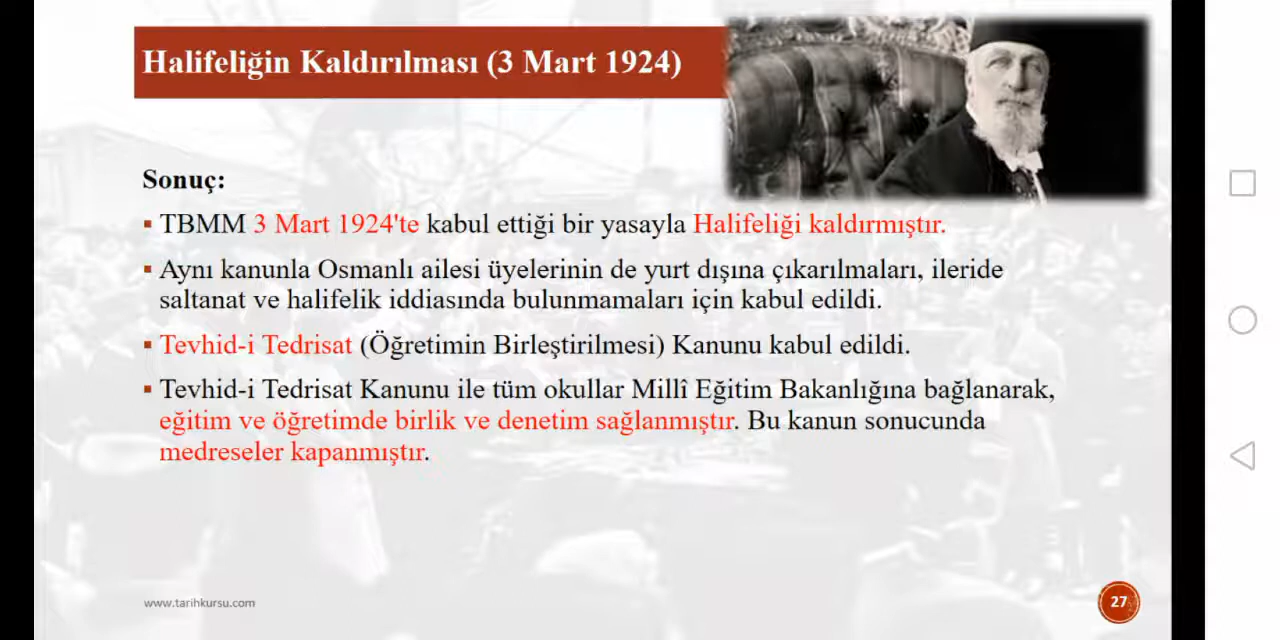 Halifeliğin Kaldırılması (3 Mart 1924)
Sonuç:
▪ TBMM 3 Mart 1924'te kabul ettiği bir yasayla Halifeliği kaldırmıştır.
▪ Aynı kanunla Osmanlı ailesi üyelerinin de yurt dışına çıkarılmaları, ileride
saltanat ve halifelik iddiasında bulunmamaları için kabul edildi.
▪ Tevhid-i Tedrisat (Öğretimin Birleştirilmesi) Kanunu kabul edildi.
▪ Tevhid-i Tedrisat Kanunu ile tüm okullar Millî Eğitim Bakanlığına bağlanarak,
eğitim ve öğretimde birlik ve denetim sağlanmıştır. Bu kanun sonucunda
medreseler kapanmıştır.
www.tarihkursu.com
27